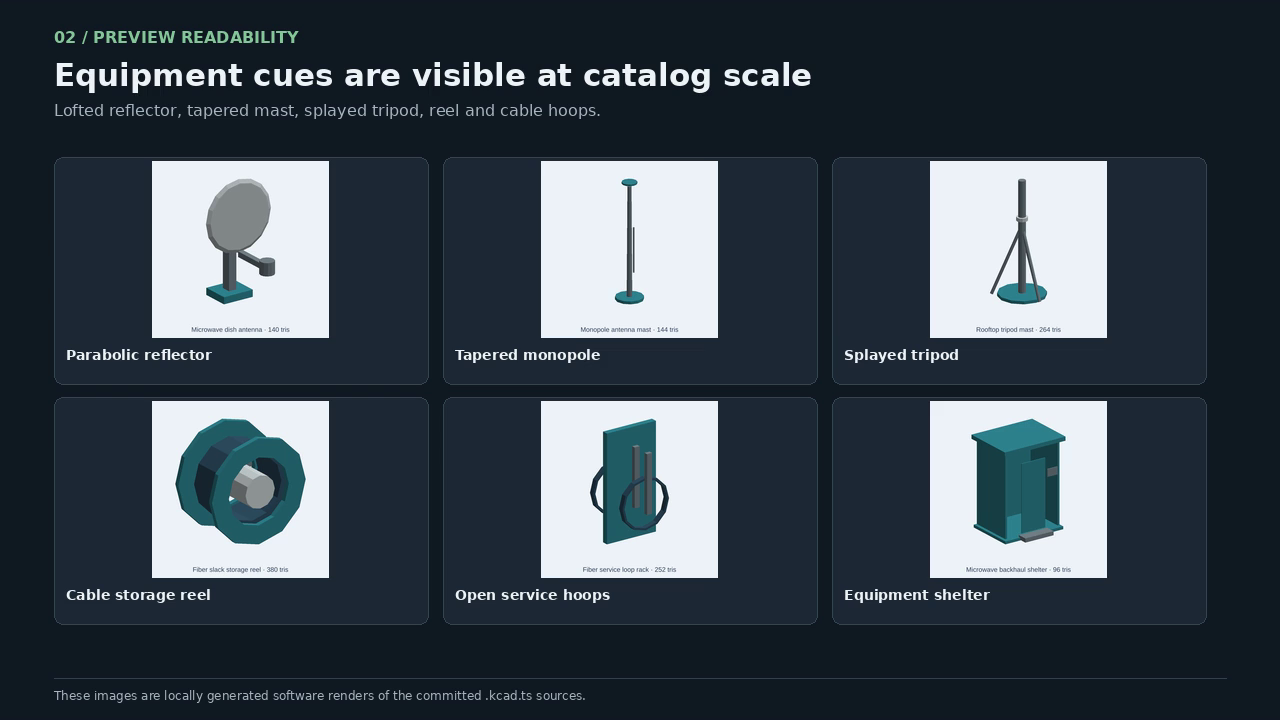 02 / PREVIEW READABILITY
Equipment cues are visible at catalog scale
Lofted reflector, tapered mast, splayed tripod, reel and cable hoops.
Microwave dish antenna · 140 tris
Parabolic reflector
Monopole antenna mast · 144 tris
Tapered monopole
Rooftop tripod mast · 264 tris
Splayed tripod
Fiber slack storage reel · 380 tris
Cable storage reel
Fiber service loop rack · 252 tris
Open service hoops
Microwave backhaul shelter · 96 tris
Equipment shelter
These images are locally generated software renders of the committed .kcad.ts sources.